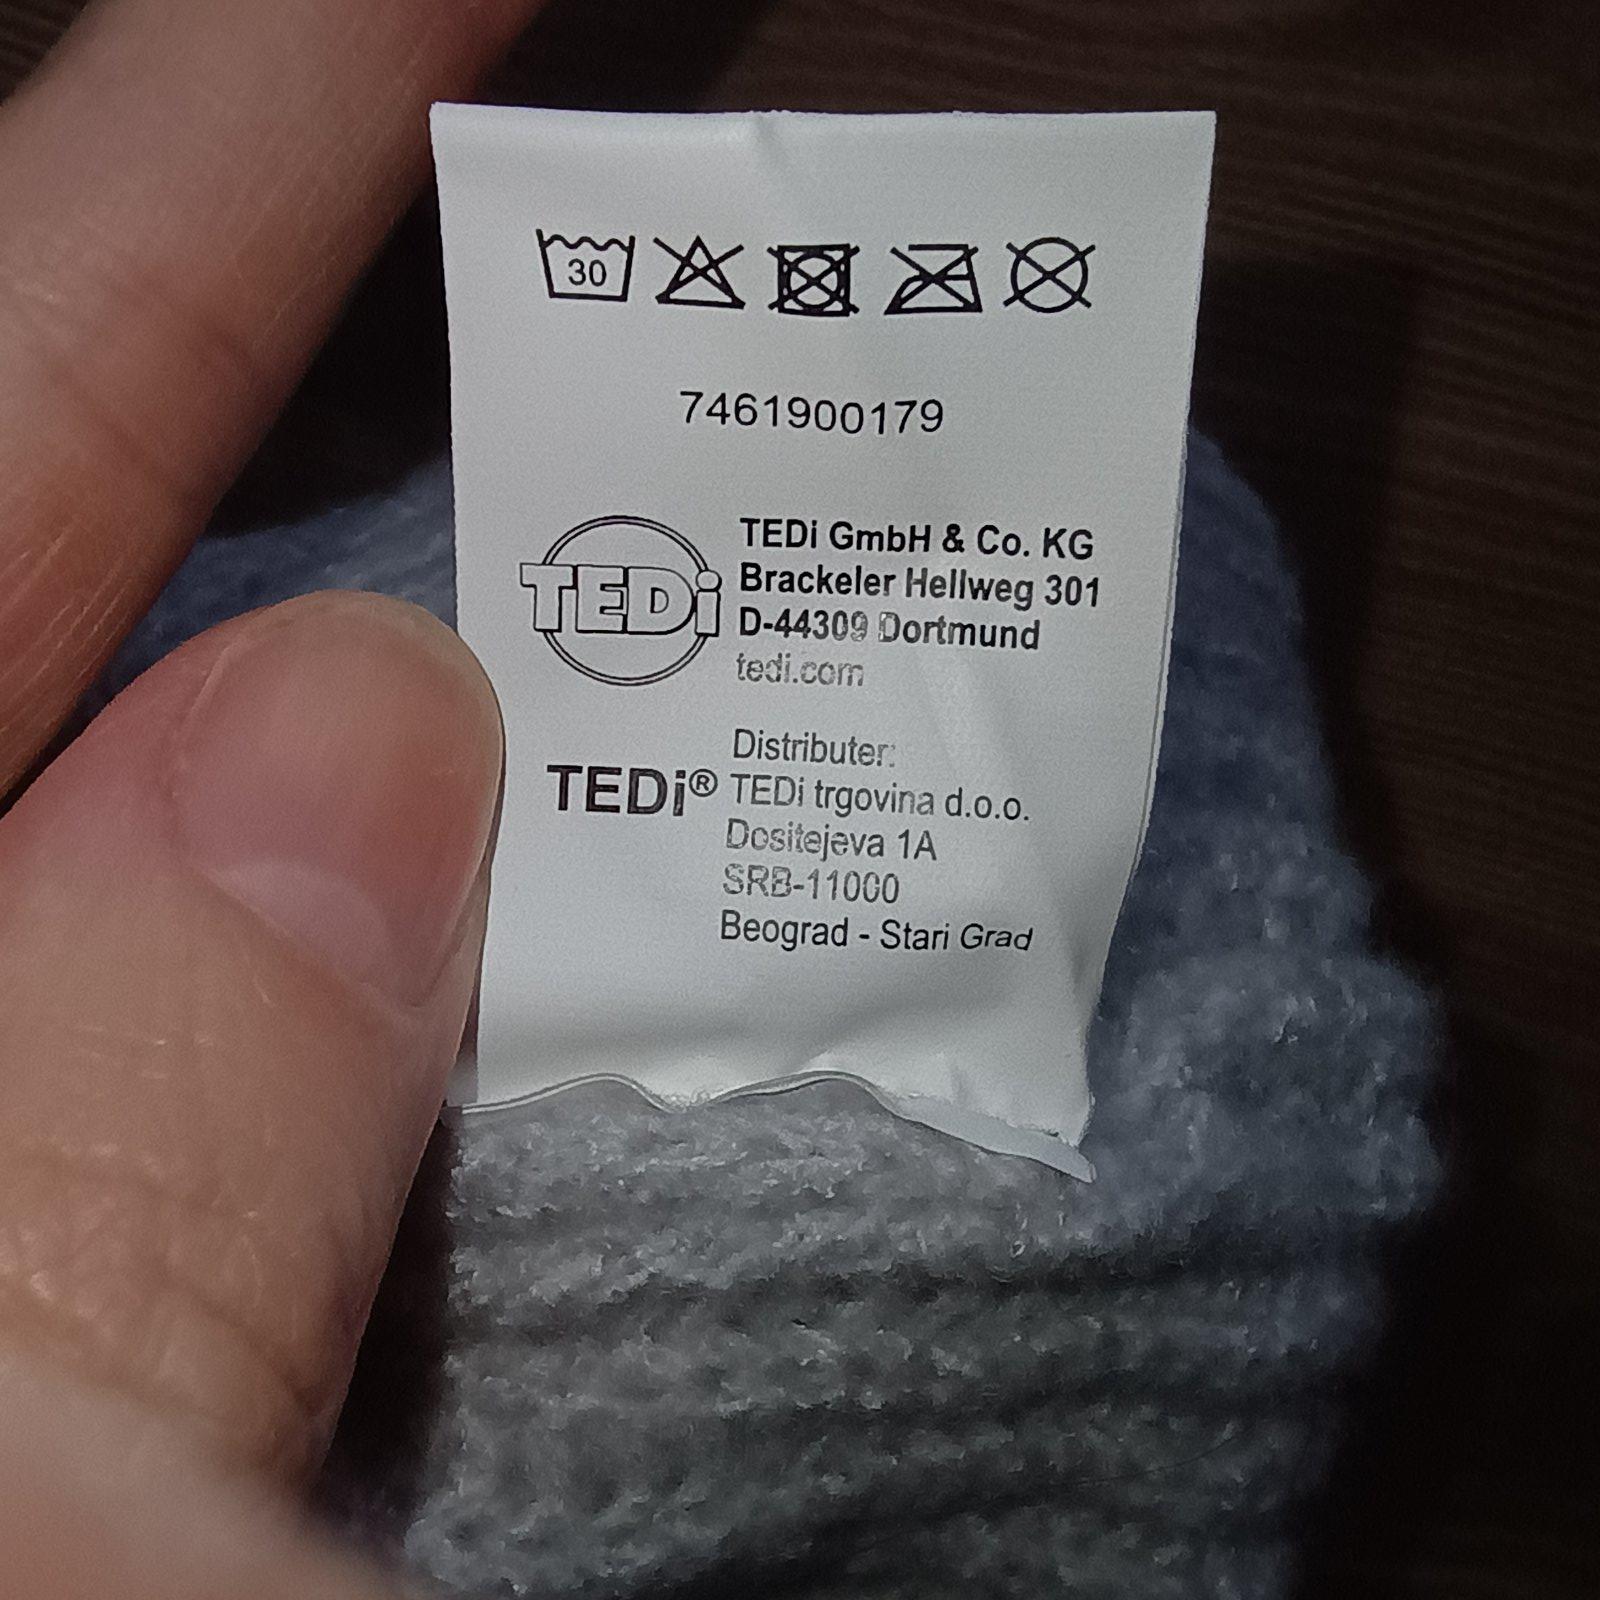 30
7461900179
TEDi
TEDi GmbH & Co. KG
Brackeler Hellweg 301
D-44309 Dortmund
tedi.com
TEDi®
Distributer:
TEDi trgovina d.o.o.
Dositejeva 1A
SRB-11000
Beograd - Stari Grad